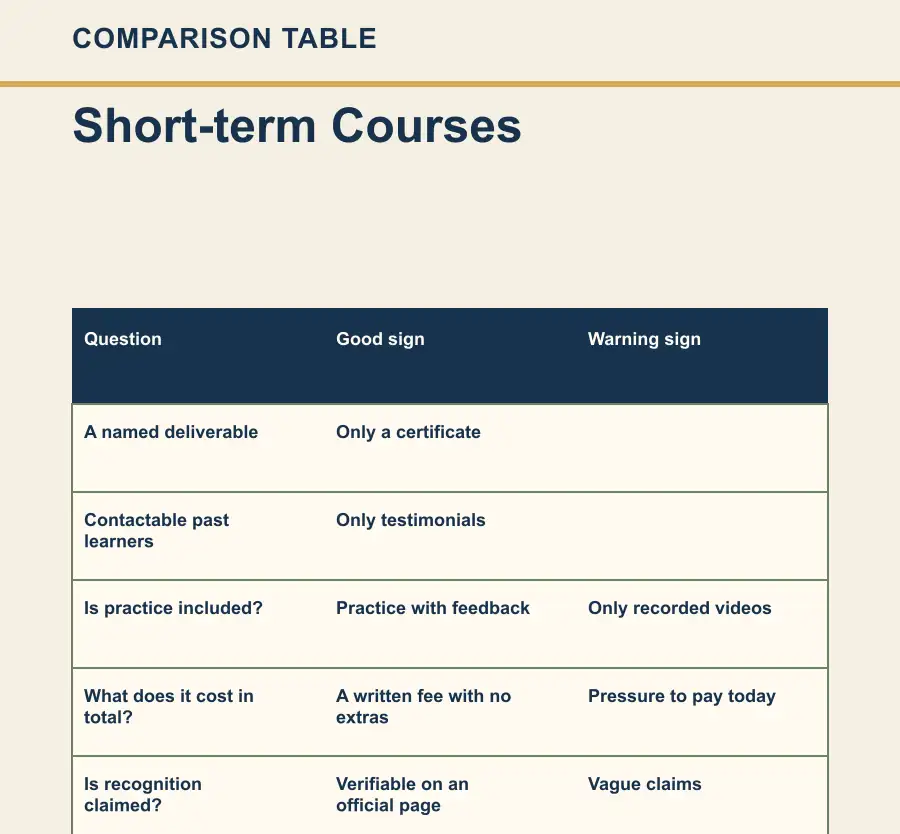 COMPARISON TABLE
Short-term Courses
Question Good sign Warning sign
A named deliverable Only a certificate
Contactable past Only testimonials
learners
Is practice included? Practice with feedback Only recorded videos
What does it cost in A written fee with no Pressure to pay today
total? extras
Is recognition Verifiable on an Vague claims
claimed? official page